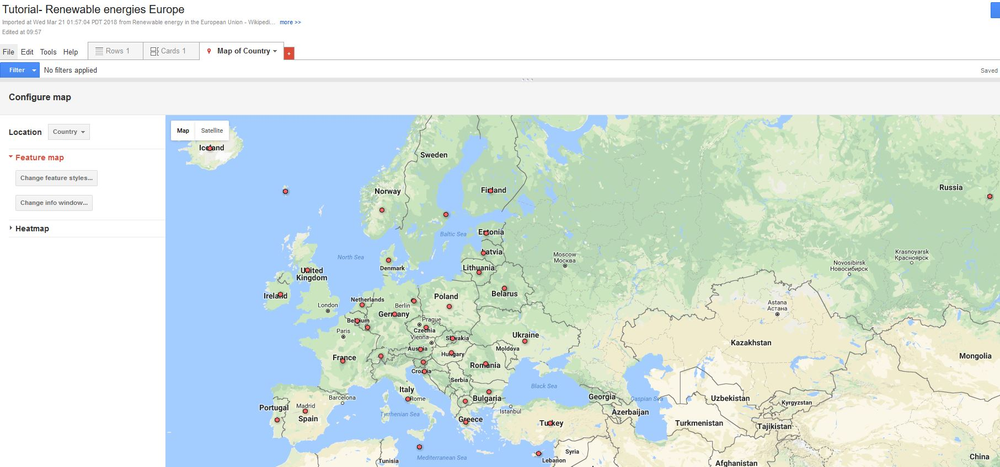 Tutorial- Renewable energies Europe
Imported at Wed Mar 21 01:57:04 PDT 2018 from Renewable energy in the European Union - Wikipedi... more >>
Edited at 09:57
File Edit Tools Help Rows 1 Cards 1 Map of Country +
Filter No filters applied Saved
Configure map
Location Country
Feature map
Change feature styles...
Change info window...
Heatmap
Map Satellite
Iceland
Sweden
Norway
Finland
Russia
Baltic Sea
Estonia
North Sea
Latvia
Moscow
Москва
Krasnoyarsk
Красноярск
Denmark
Lithuania
Novosibirsk
Новосибирск
United
Kingdom
Ireland
Belarus
Netherlands
Poland
London
Berlin
Astana
Астана
Germany
Belgium
Prague
Paris
Czechia
Vienna
Slovakia
Ukraine
Kazakhstan
Austria
Moldova
Hungary
France
Mongolia
Romania
Croatia
Serbia
Italy
Black Sea
Barcelona
Rome
Bulgaria
Georgia
Caspian Sea
Uzbekistan
Kyrgyzstan
Portugal
Madrid
Istanbul
Azerbaijan
Tyrrhenian Sea
Spain
Greece
Turkey
Turkmenistan
Tajikistan
Syria
Mediterranean Sea
Tunisia
Lebanon
China
Afghanistan